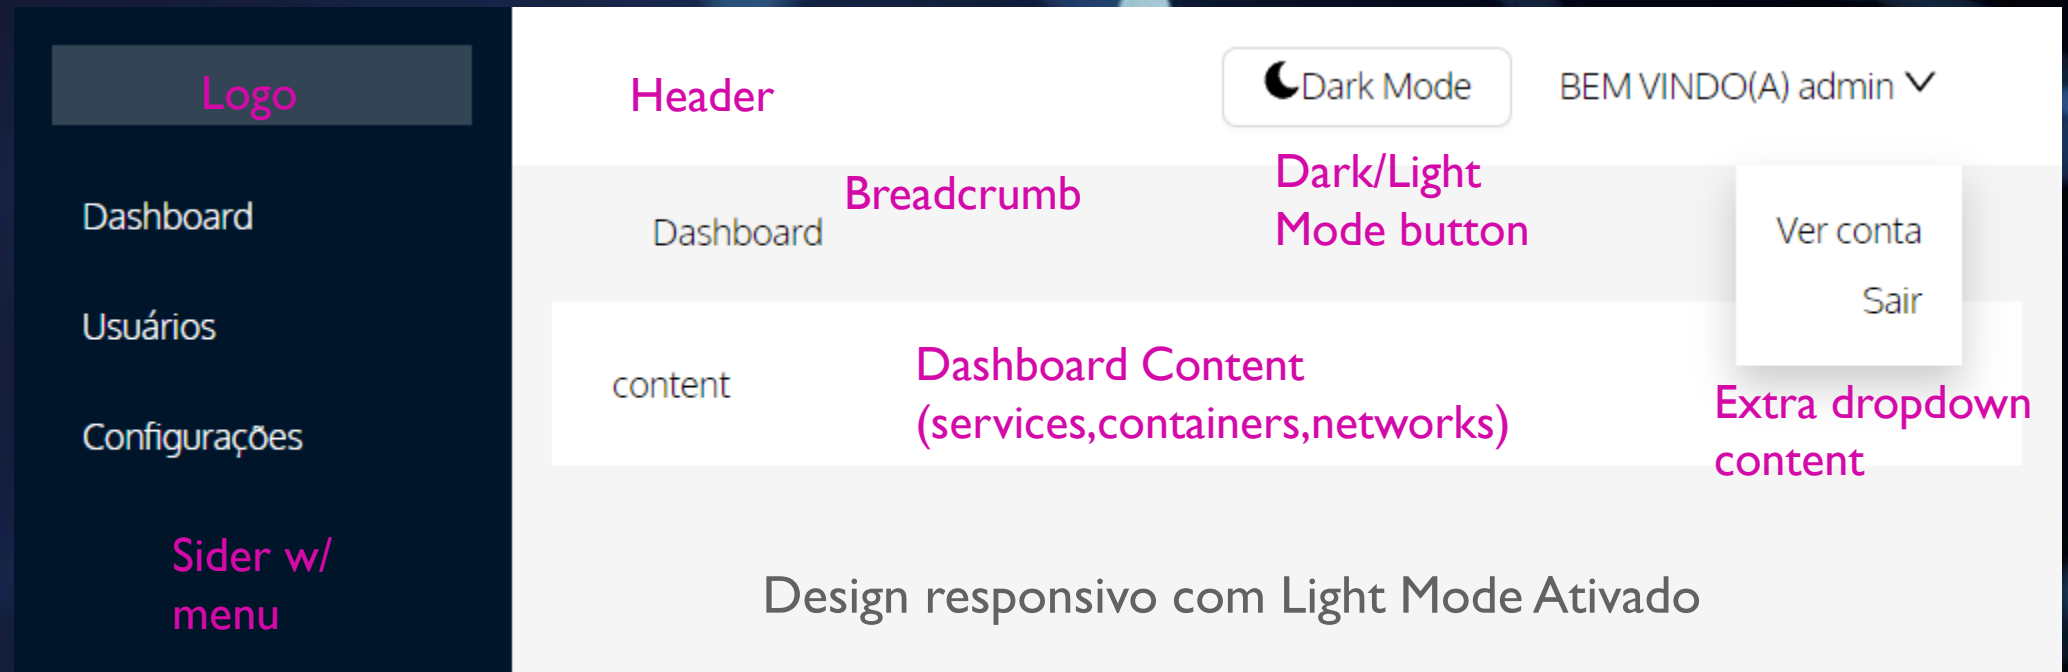 Logo
Dashboard
Usuários
Configurações
Sider w/
menu
Header
Dark Mode
BEM VINDO(A) admin
Dark/Light
Mode button
Breadcrumb
Dashboard
Ver conta
Sair
content
Dashboard Content
(services,containers,networks)
Extra dropdown
content
Design responsivo com Light Mode Ativado